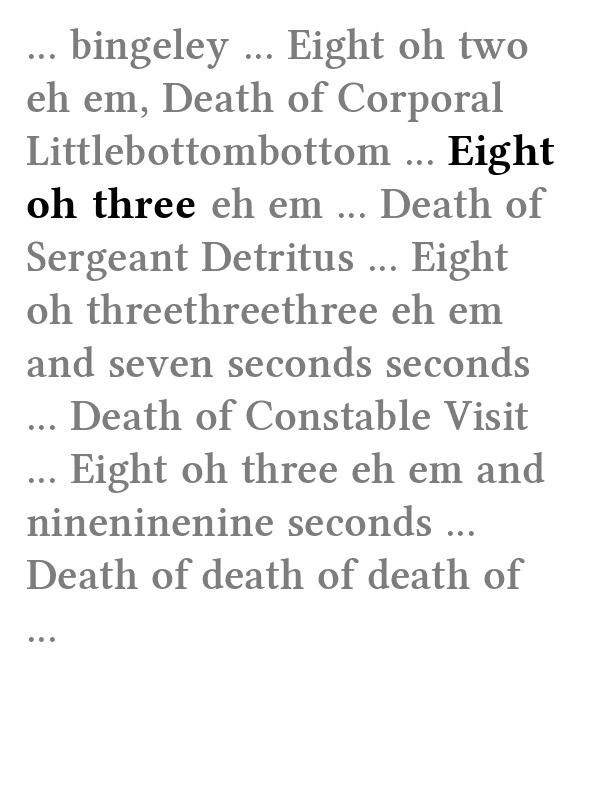 ... bingeley ... Eight oh two
eh em, Death of Corporal
Littlebottombottom ... Eight
oh three eh em ... Death of
Sergeant Detritus ... Eight
oh threethreethree eh em
and seven seconds seconds
... Death of Constable Visit
... Eight oh three eh em and
nineninenine seconds ...
Death of death of death of
...